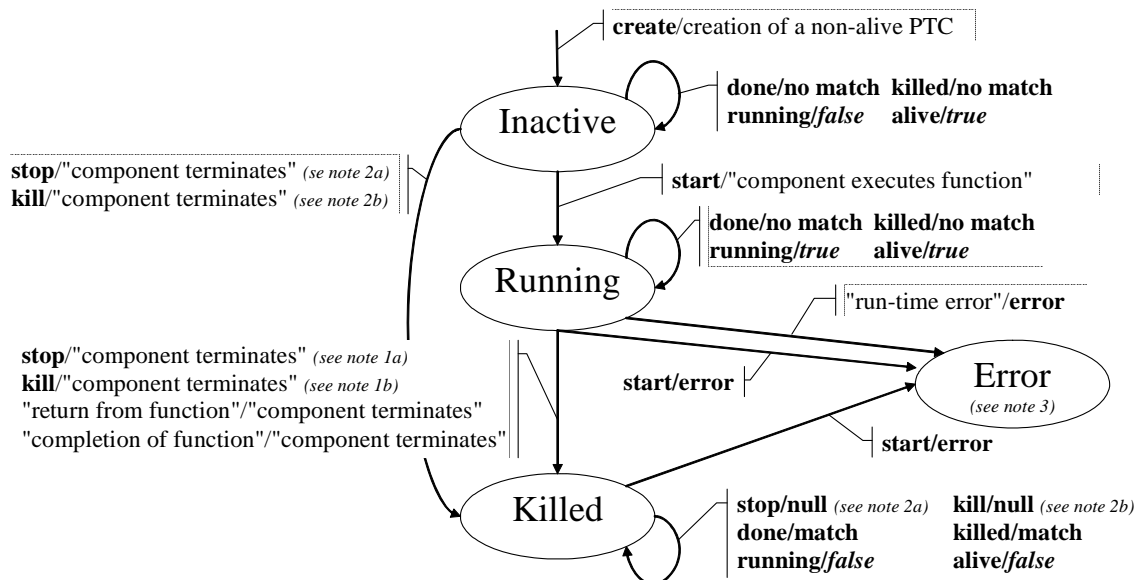 create/creation of a non-alive PTC
done/no match killed/no match
running/false alive/true
Inactive
stop/"component terminates" (se note 2a)
kill/"component terminates" (see note 2b)
start/"component executes function"
done/no match killed/no match
running/true alive/true
Running
"run-time error"/error
stop/"component terminates" (see note 1a)
kill/"component terminates" (see note 1b)
"return from function"/"component terminates"
"completion of function"/"component terminates"
start/error
Error
(see note 3)
start/error
Killed
stop/null (see note 2a) kill/null (see note 2b)
done/match killed/match
running/false alive/false